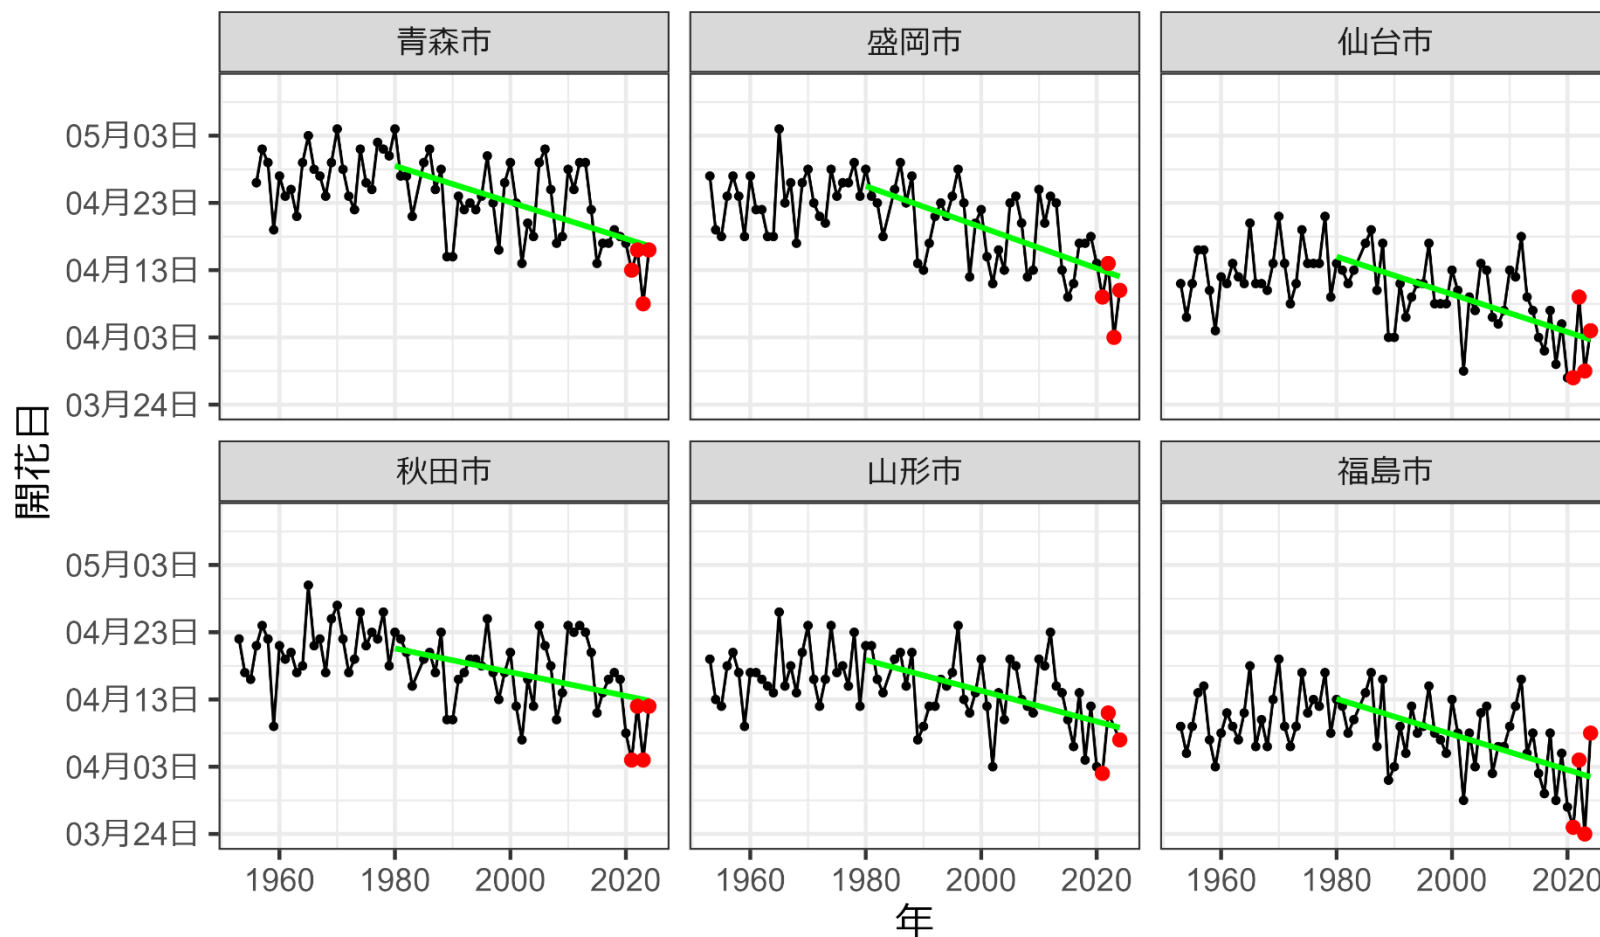 青森市 盛岡市 仙台市
05月03日
04月23日
04月13日
04月03日
03月24日
開花日
秋田市 山形市 福島市
05月03日
04月23日
04月13日
04月03日
03月24日
1960 1980 2000 2020 1960 1980 2000 2020 1960 1980 2000 2020
年